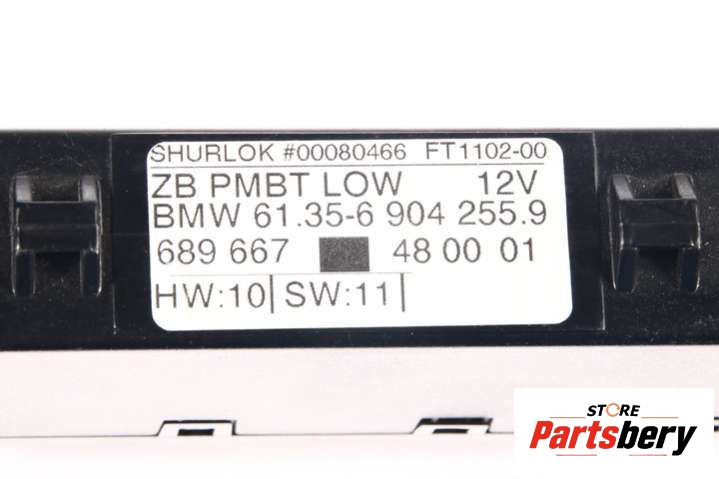 SHURLOK #00080466 FT1102-00
ZB PMBT LOW 12V
BMW 61.35-6 904 255.9
689 667 48 00 01
HW:10 SW:11
STORE
Partsbery